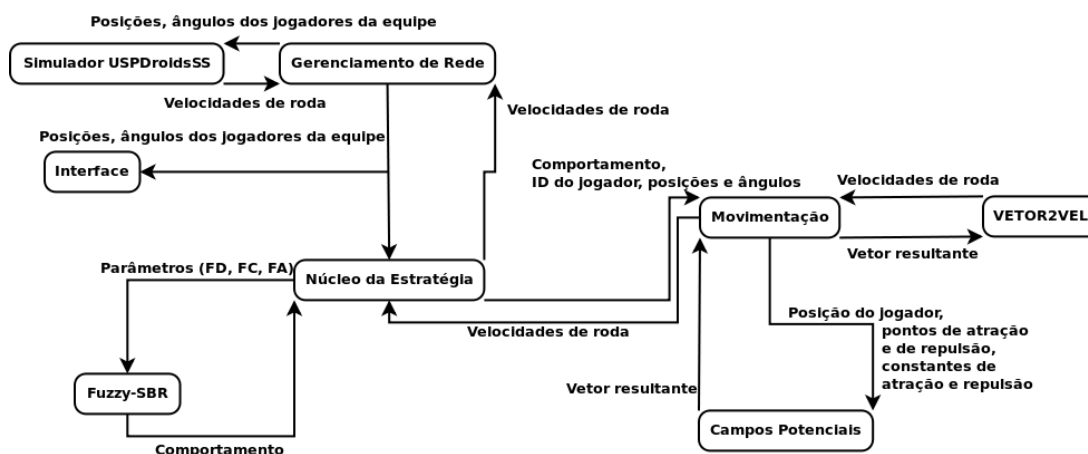 Posições, ângulos dos jogadores da equipe
Simulador USPDroidsSS
Gerenciamento de Rede
Velocidades de roda
Velocidades de roda
Posições, ângulos dos jogadores da equipe
Interface
Comportamento,
ID do jogador, posições e ângulos
Velocidades de roda
Movimentação
VETOR2VEL
Vetor resultante
Parâmetros (FD, FC, FA)
Núcleo da Estratégia
Velocidades de roda
Posição do jogador,
pontos de atração
e de repulsão,
constantes de
atração e repulsão
Fuzzy-SBR
Vetor resultante
Campos Potenciais
Comportamento